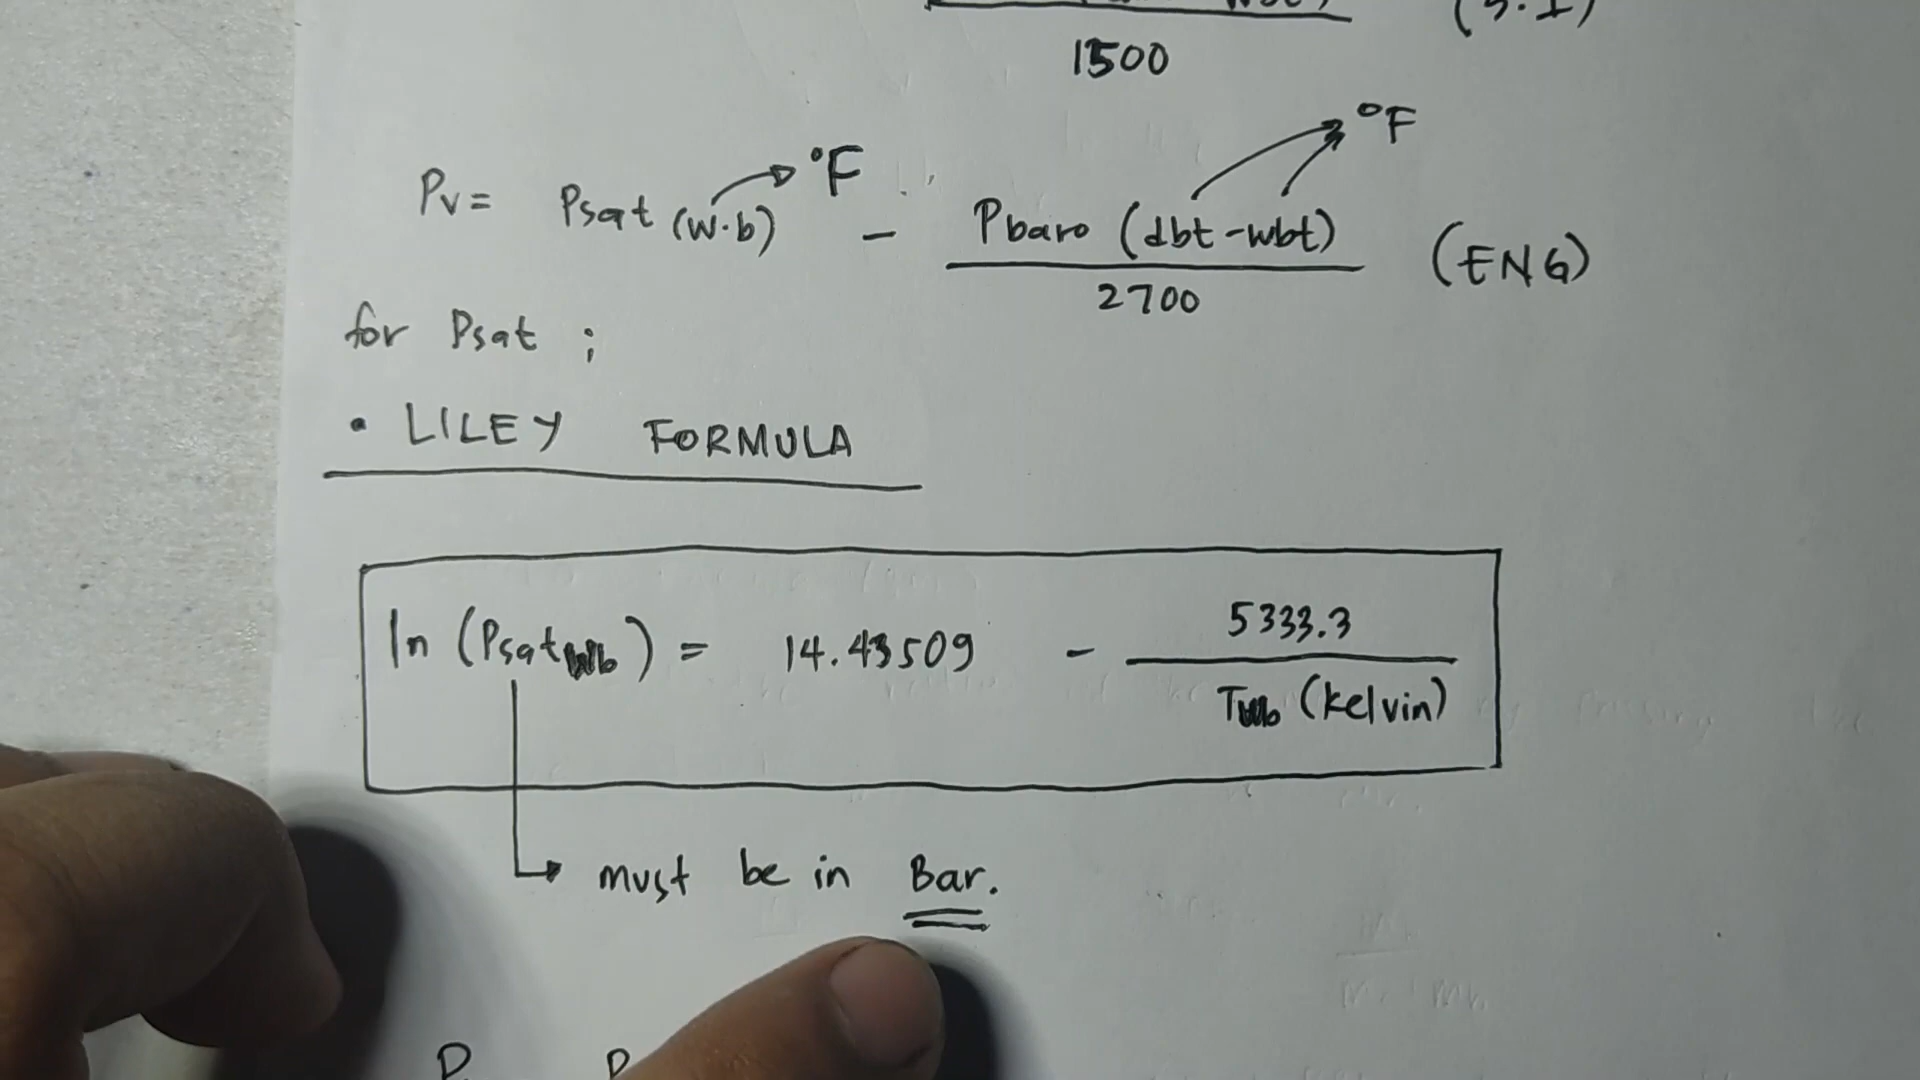 1500 (S.I)
Pv = Psat (w.b) °F - Pbaro (dbt-wbt) °F (ENG)
2700
for Psat ;
• LILEY FORMULA
ln (Psat wb) = 14.43509 - 5333.3
Twb (kelvin)
must be in Bar.
P P